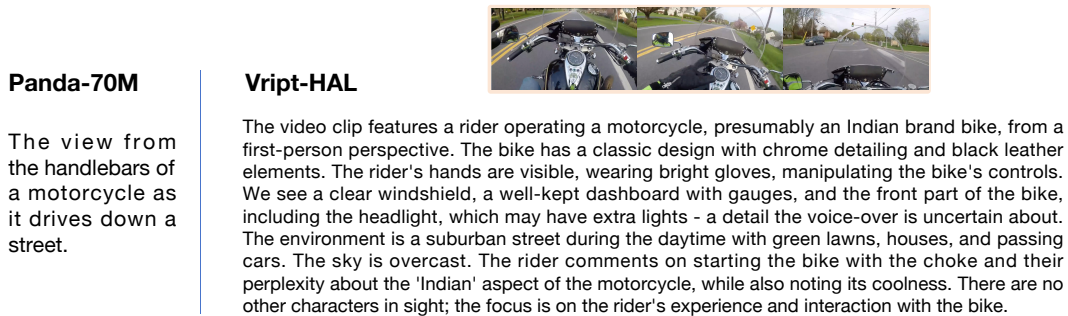 Panda-70M
The view from
the handlebars of
a motorcycle as
it drives down a
street.
Vript-HAL
The video clip features a rider operating a motorcycle, presumably an Indian brand bike, from a
first-person perspective. The bike has a classic design with chrome detailing and black leather
elements. The rider's hands are visible, wearing bright gloves, manipulating the bike's controls.
We see a clear windshield, a well-kept dashboard with gauges, and the front part of the bike,
including the headlight, which may have extra lights - a detail the voice-over is uncertain about.
The environment is a suburban street during the daytime with green lawns, houses, and passing
cars. The sky is overcast. The rider comments on starting the bike with the choke and their
perplexity about the 'Indian' aspect of the motorcycle, while also noting its coolness. There are no
other characters in sight; the focus is on the rider's experience and interaction with the bike.